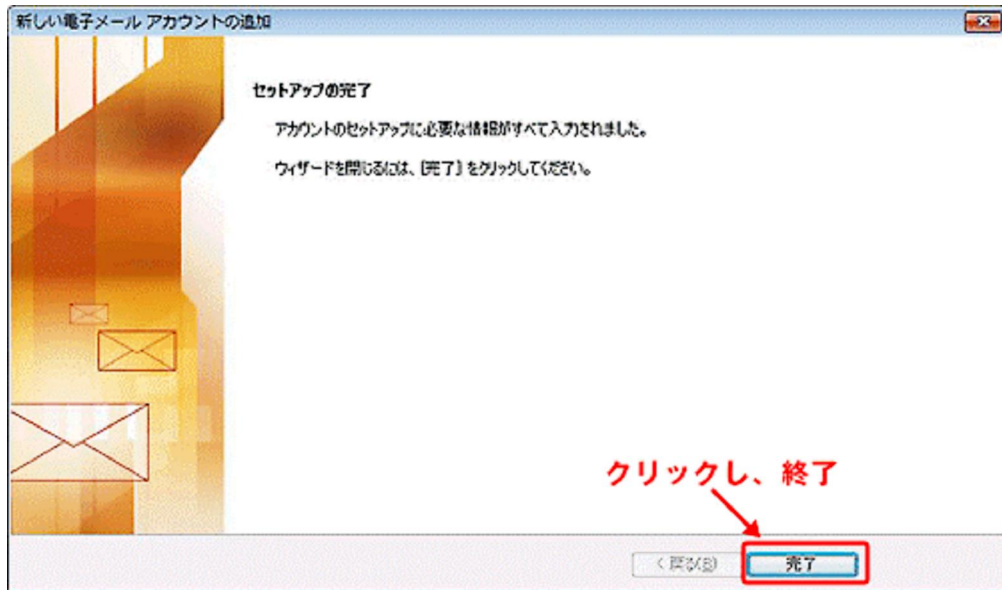 新しい電子メール アカウントの追加
セットアップの完了
アカウントのセットアップに必要な情報がすべて入力されました。
ウィザードを閉じるには、[完了] をクリックしてください。
クリックし、終了
< 戻る(B)
完了